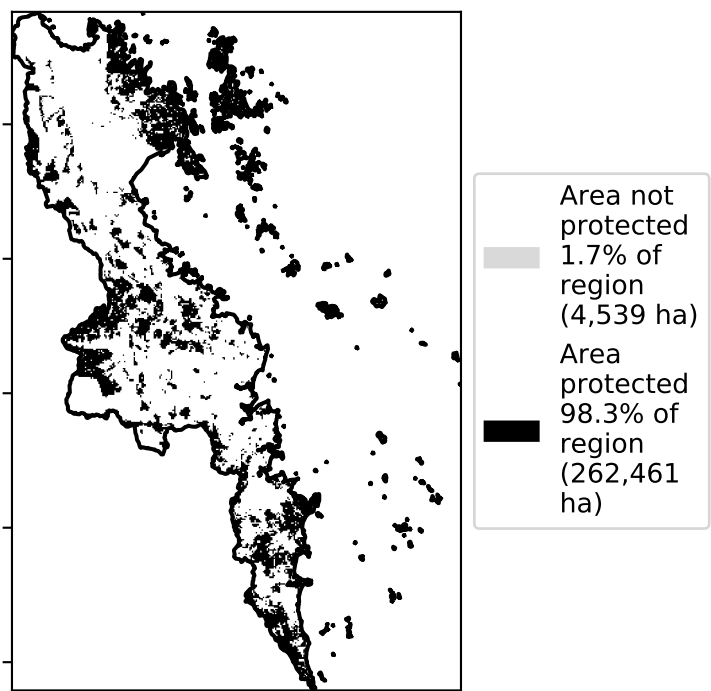 Area not
protected
1.7% of
region
(4,539 ha)
Area
protected
98.3% of
region
(262,461
ha)